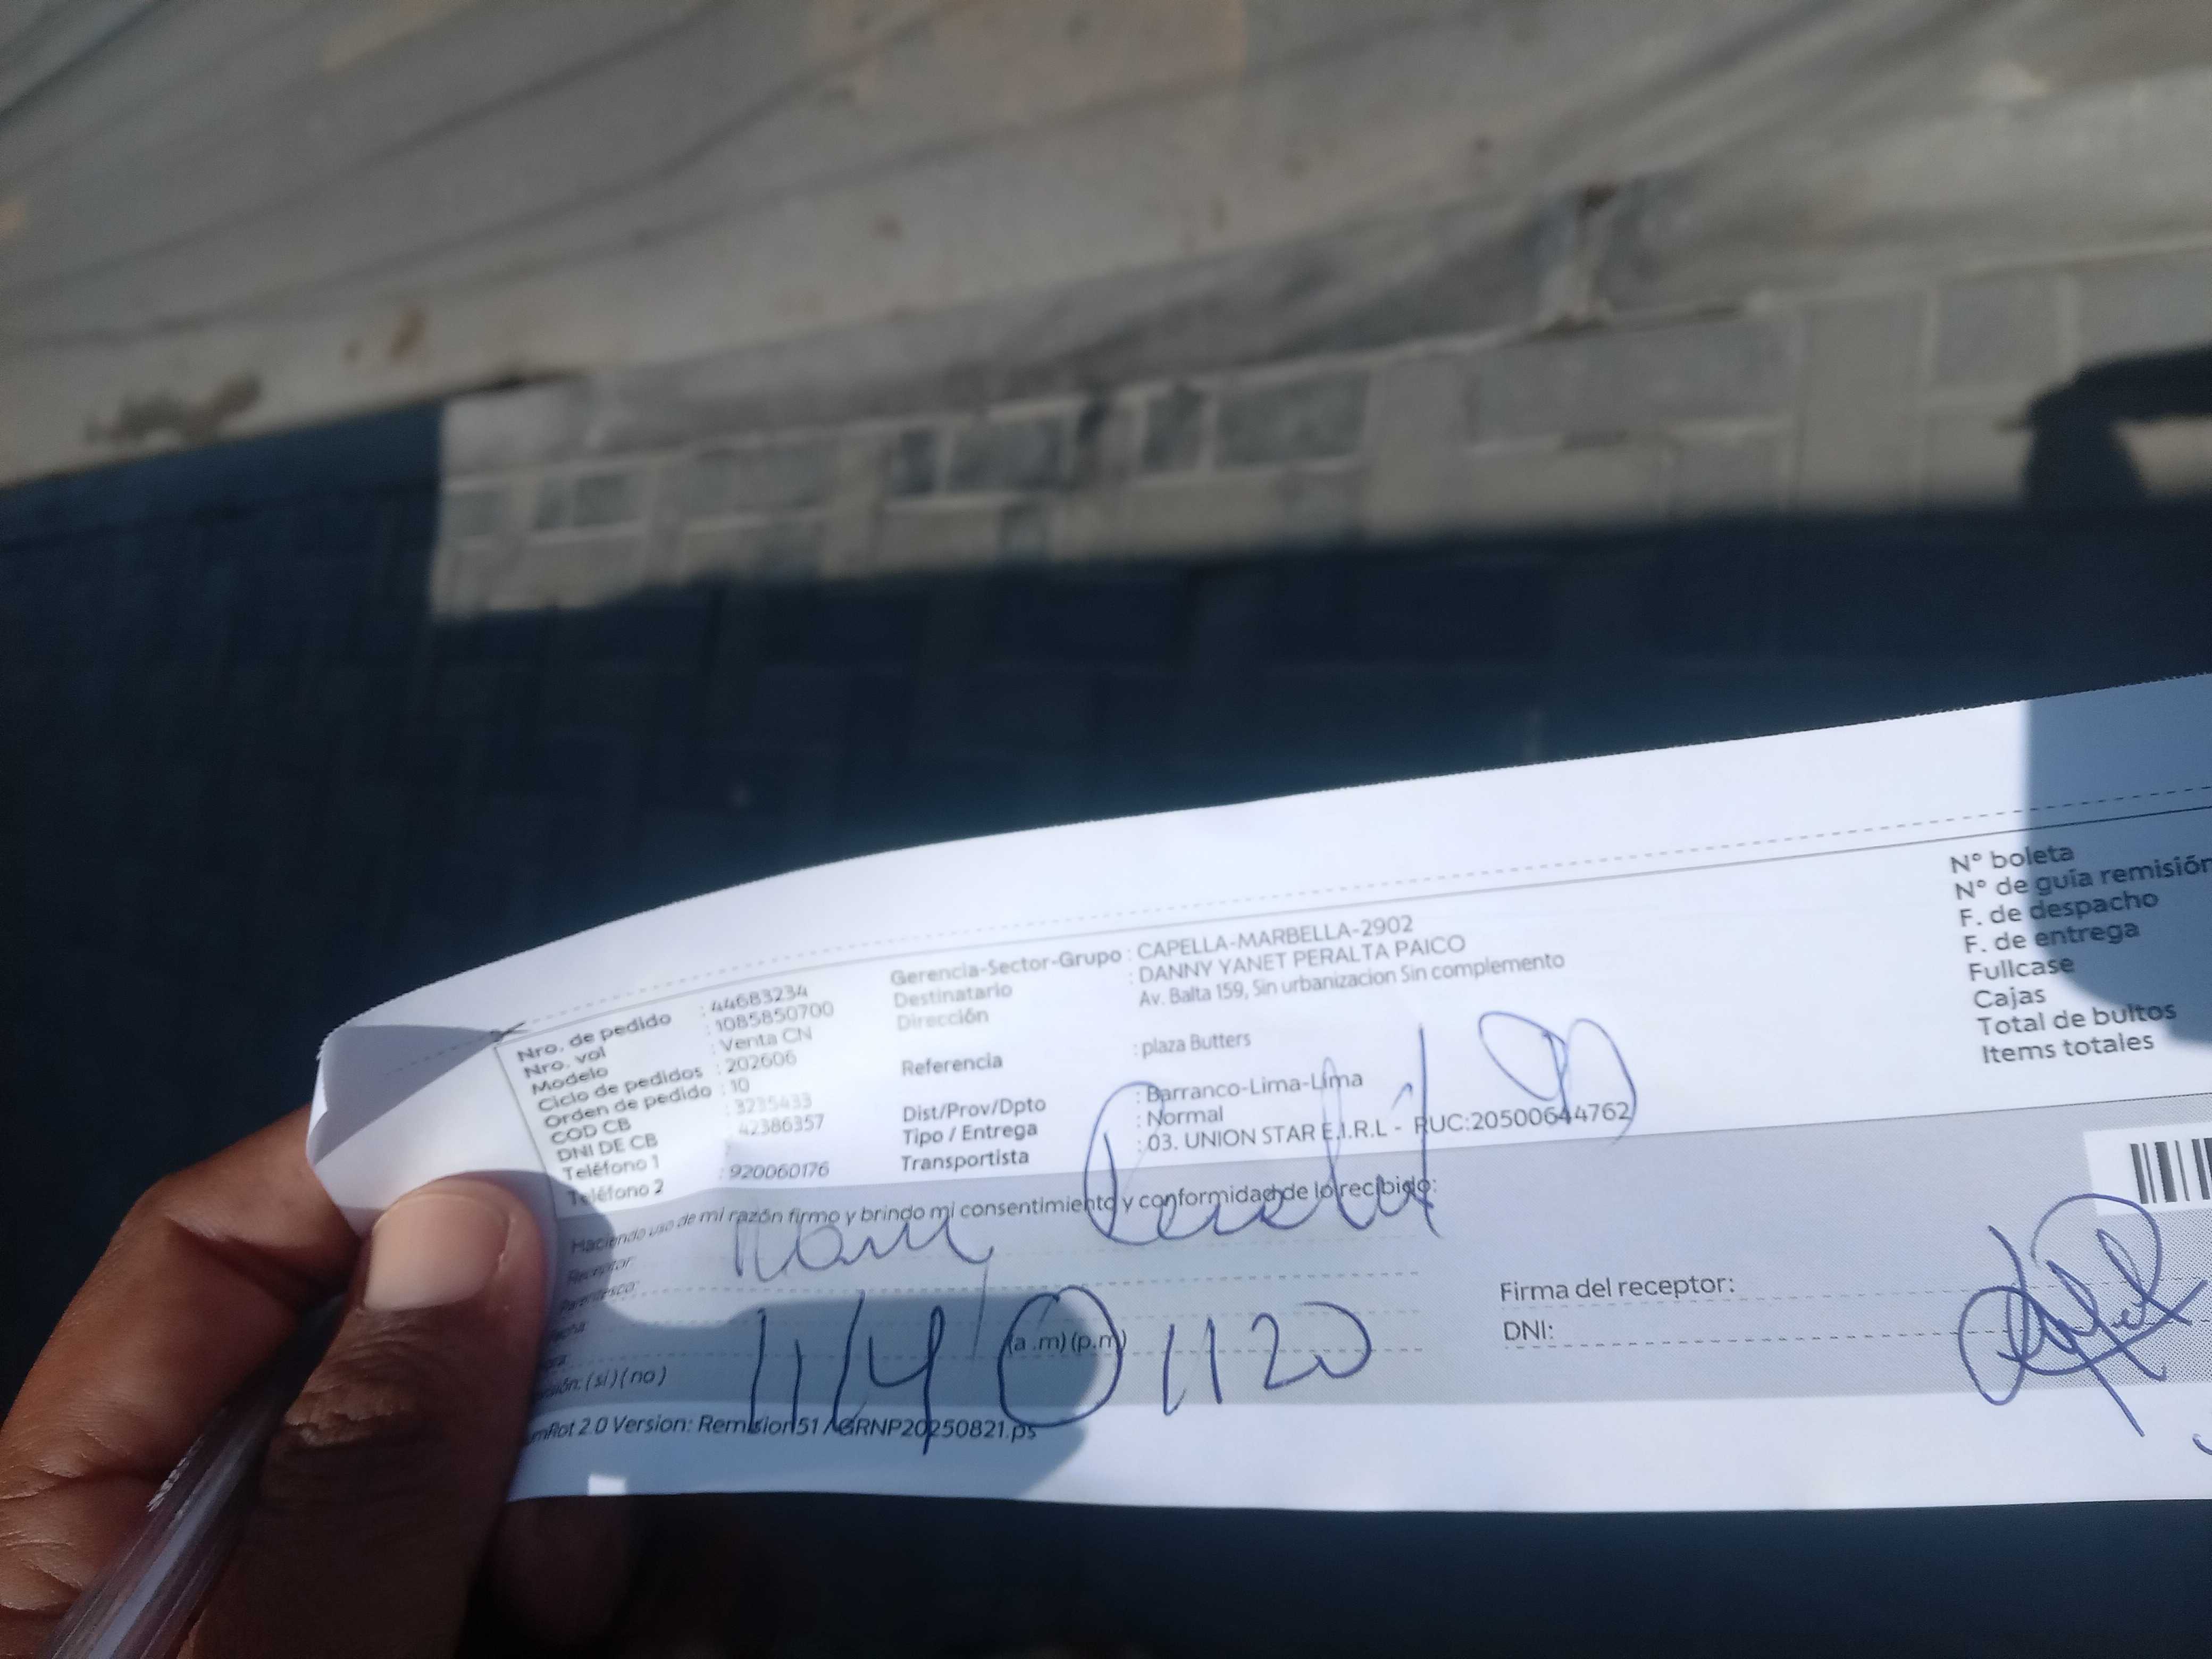 Nro. de pedido : 44683234
Nro. vol : 1085850700
Modelo : Venta CN
Ciclo de pedidos : 202606
Orden de pedido : 10
COD CB : 3235433
DNI DE CB : 42386357
Teléfono 1 :
Teléfono 2 : 920060176
Gerencia-Sector-Grupo : CAPELLA-MARBELLA-2902
Destinatario : DANNY YANET PERALTA PAICO
Dirección Av. Balta 159, Sin urbanizacion Sin complemento
Referencia : plaza Butters
Dist/Prov/Dpto : Barranco-Lima-Lima
Tipo / Entrega : Normal
Transportista : 03. UNION STAR E.I.R.L - RUC:20500644762
N° boleta
N° de guía remisión
F. de despacho
F. de entrega
Fullcase
Cajas
Total de bultos
Items totales
Haciendo uso de mi razón firmo y brindo mi consentimiento y conformidad de lo recibido:
Receptor:
Parentesco:
(a .m) (p.m) 1120
(si) (no)
Firma del receptor:
DNI:
2.0 Version: Remision51 /GRNP20250821.ps